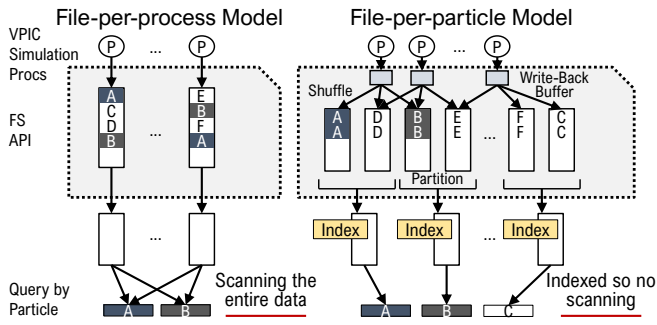 File-per-process Model
File-per-particle Model
VPIC
Simulation
Procs
P
...
P
P
P
...
P
Shuffle
Write-Back
Buffer
FS
API
A
C
D
B
...
E
B
F
A
A
A
D
D
B
B
E
E
...
F
F
C
C
Partition
...
Index
Index
...
Index
Query by
Particle
Scanning the
entire data
Indexed so no
scanning
A
B
A
B
C